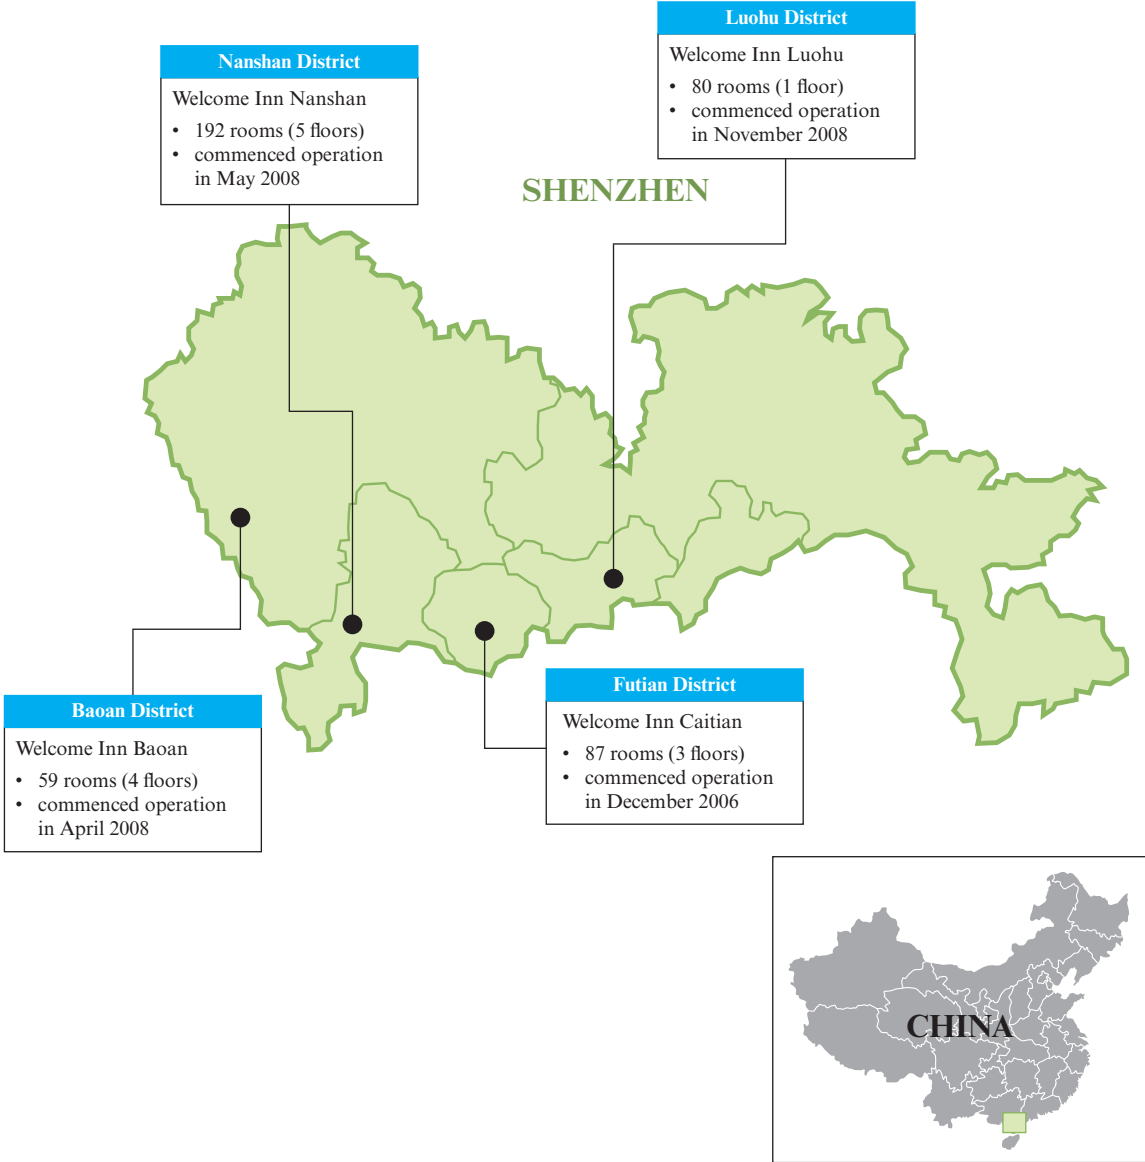 Luohu District
Welcome Inn Luohu
• 80 rooms (1 floor)
• commenced operation
in November 2008
Nanshan District
Welcome Inn Nanshan
• 192 rooms (5 floors)
• commenced operation
in May 2008
SHENZHEN
Futian District
Welcome Inn Caitian
• 87 rooms (3 floors)
• commenced operation
in December 2006
Baoan District
Welcome Inn Baoan
• 59 rooms (4 floors)
• commenced operation
in April 2008
CHINA